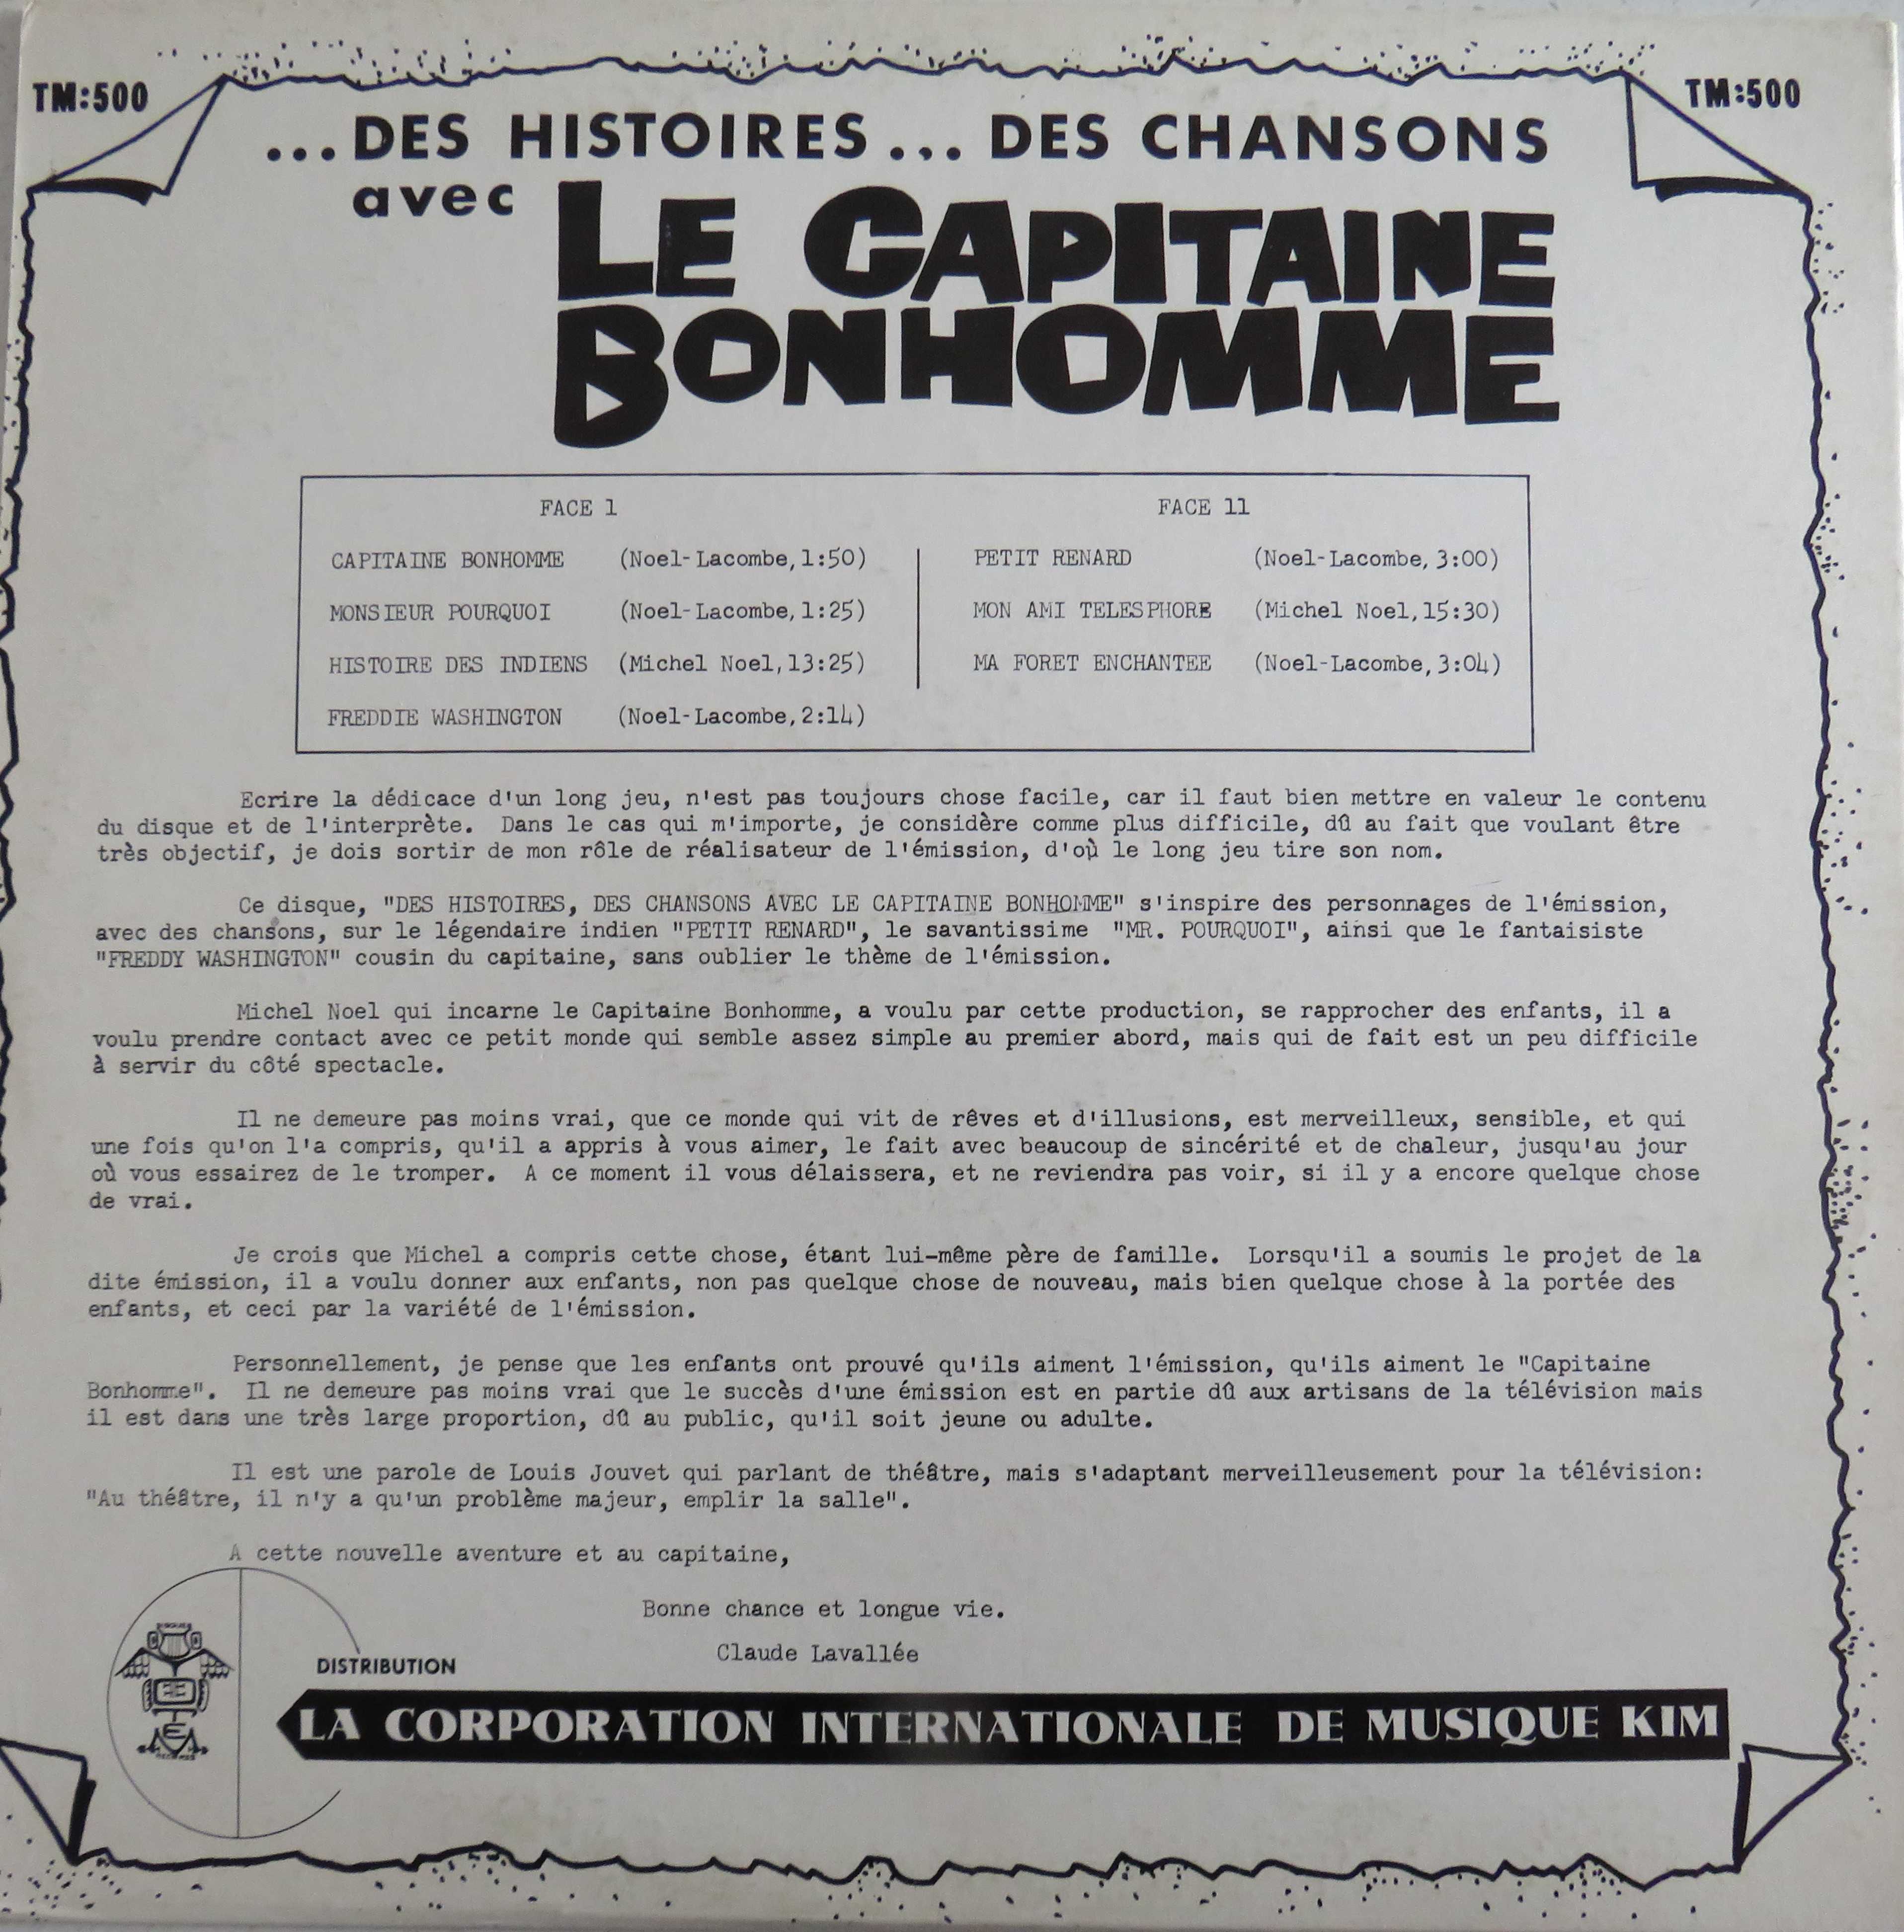 TM:500
TM:500
...DES HISTOIRES... DES CHANSONS
avec LE CAPITAINE
BONHOMME
FACE 1
CAPITAINE BONHOMME (Noel-Lacombe,1:50)
MONSIEUR POURQUOI (Noel-Lacombe,1:25)
HISTOIRE DES INDIENS (Michel Noel,13:25)
FREDDIE WASHINGTON (Noel-Lacombe,2:14)
FACE 11
PETIT RENARD (Noel-Lacombe,3:00)
MON AMI TELESPHORE (Michel Noel,15:30)
MA FORET ENCHANTEE (Noel-Lacombe,3:04)
Ecrire la dédicace d'un long jeu, n'est pas toujours chose facile, car il faut bien mettre en valeur le contenu
du disque et de l'interprète. Dans le cas qui m'importe, je considère comme plus difficile, dû au fait que voulant être
très objectif, je dois sortir de mon rôle de réalisateur de l'émission, d'où le long jeu tire son nom.
Ce disque, "DES HISTOIRES, DES CHANSONS AVEC LE CAPITAINE BONHOMME" s'inspire des personnages de l'émission,
avec des chansons, sur le légendaire indien "PETIT RENARD", le savantissime "MR. POURQUOI", ainsi que le fantaisiste
"FREDDY WASHINGTON" cousin du capitaine, sans oublier le thème de l'émission.
Michel Noel qui incarne le Capitaine Bonhomme, a voulu par cette production, se rapprocher des enfants, il a
voulu prendre contact avec ce petit monde qui semble assez simple au premier abord, mais qui de fait est un peu difficile
à servir du côté spectacle.
Il ne demeure pas moins vrai, que ce monde qui vit de rêves et d'illusions, est merveilleux, sensible, et qui
une fois qu'on l'a compris, qu'il a appris à vous aimer, le fait avec beaucoup de sincérité et de chaleur, jusqu'au jour
où vous essairez de le tromper. A ce moment il vous délaissera, et ne reviendra pas voir, si il y a encore quelque chose
de vrai.
Je crois que Michel a compris cette chose, étant lui-même père de famille. Lorsqu'il a soumis le projet de la
dite émission, il a voulu donner aux enfants, non pas quelque chose de nouveau, mais bien quelque chose à la portée des
enfants, et ceci par la variété de l'émission.
Personnellement, je pense que les enfants ont prouvé qu'ils aiment l'émission, qu'ils aiment le "Capitaine
Bonhomme". Il ne demeure pas moins vrai que le succès d'une émission est en partie dû aux artisans de la télévision mais
il est dans une très large proportion, dû au public, qu'il soit jeune ou adulte.
Il est une parole de Louis Jouvet qui parlant de théâtre, mais s'adaptant merveilleusement pour la télévision:
"Au théâtre, il n'y a qu'un problème majeur, emplir la salle".
A cette nouvelle aventure et au capitaine,
Bonne chance et longue vie.
Claude Lavallée
DISTRIBUTION
LA CORPORATION INTERNATIONALE DE MUSIQUE KIM